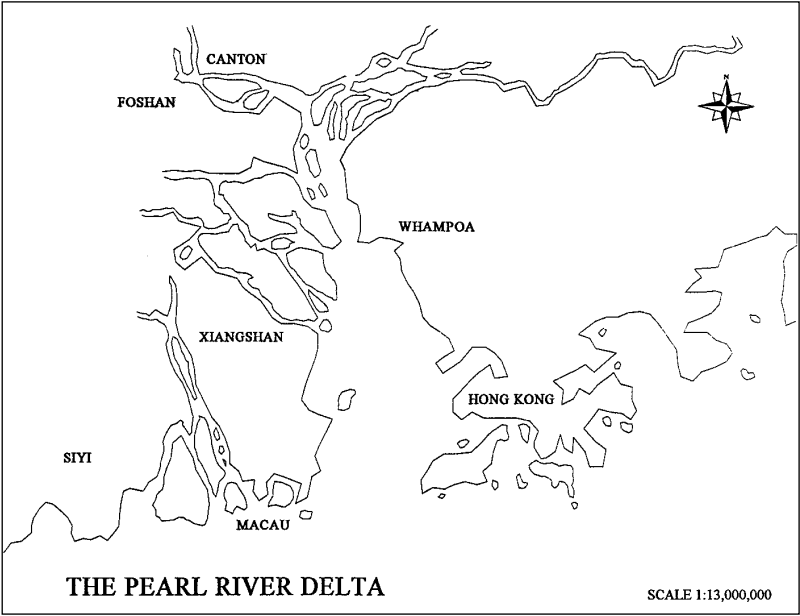 CANTON
N
FOSHAN
WHAMPOA
XIANGSHAN
HONG KONG
SIYI
MACAU
THE PEARL RIVER DELTA
SCALE 1:13,000,000